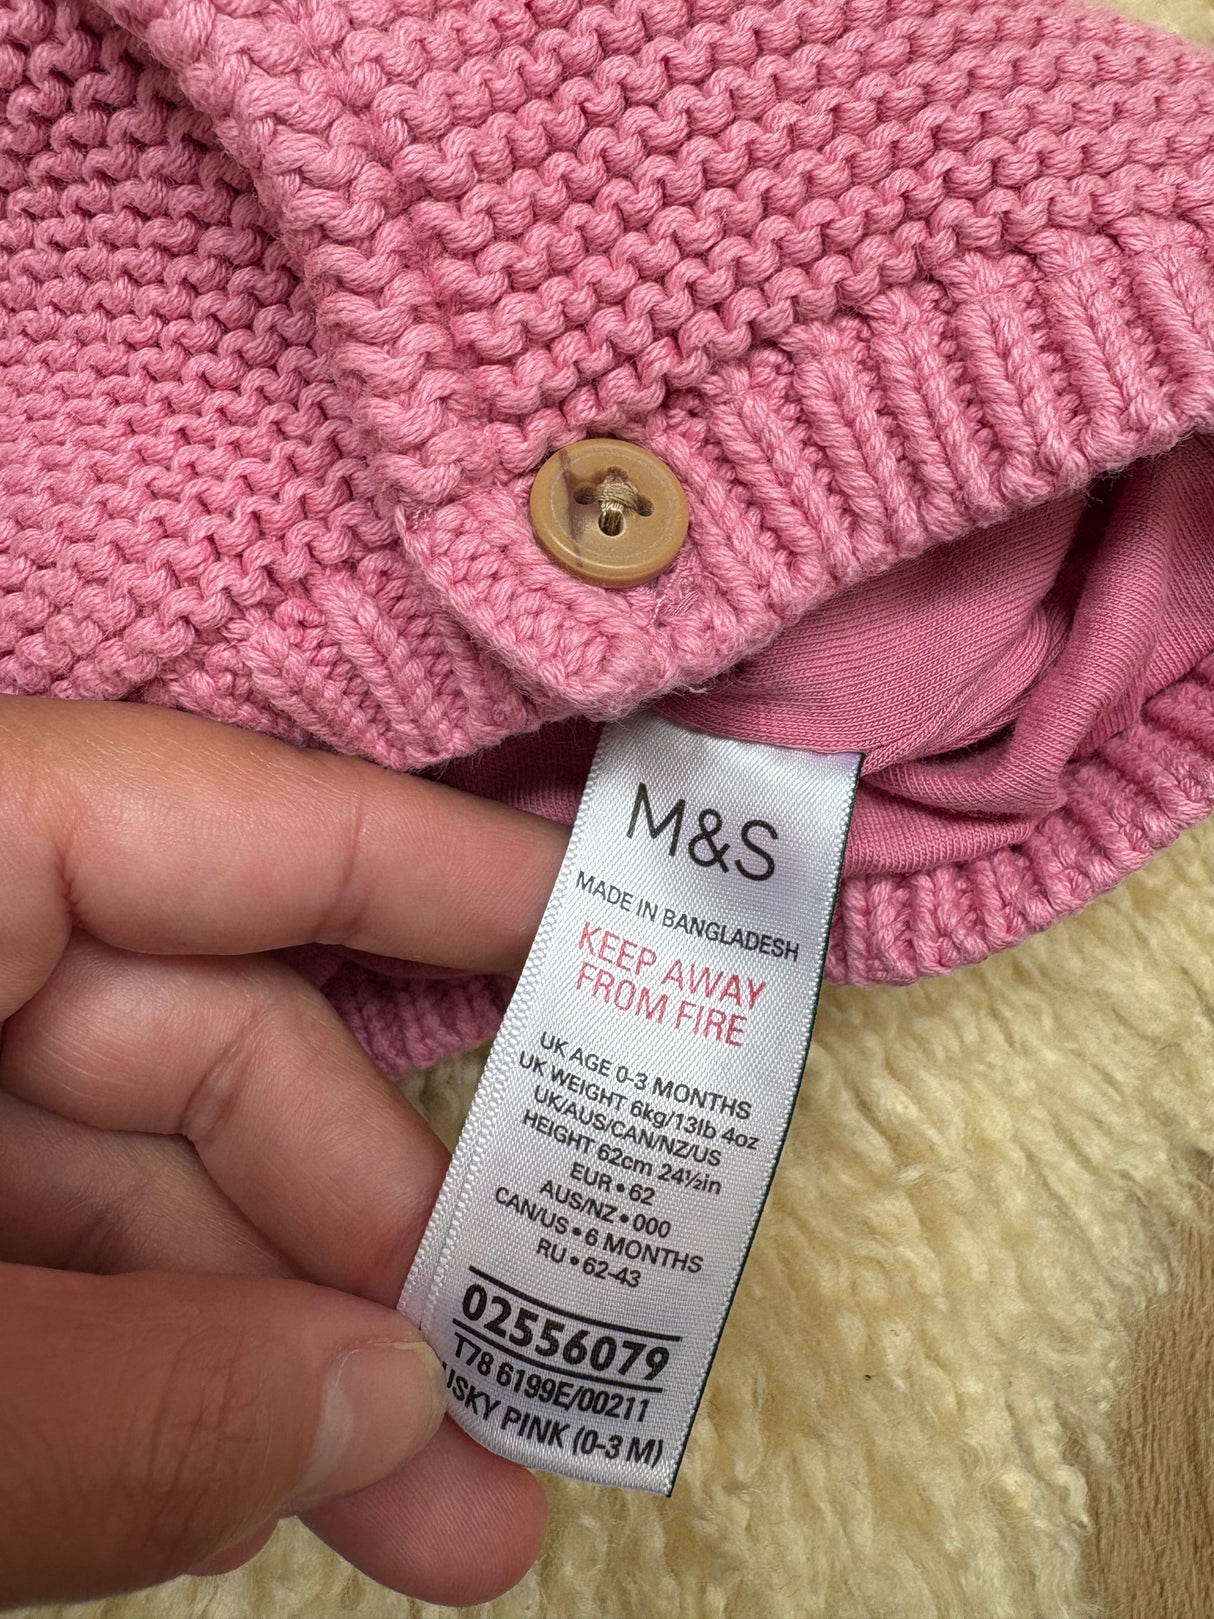 M&S
MADE IN BANGLADESH
KEEP AWAY
FROM FIRE
UK AGE 0-3 MONTHS
UK WEIGHT 6kg/13lb 4oz
UK/AUS/CAN/NZ/US
HEIGHT 62cm 24½in
EUR•62
AUS/NZ•000
CAN/US•6 MONTHS
RU•62-43
02556079
T78 6199E/00211
PINK (0-3 M)